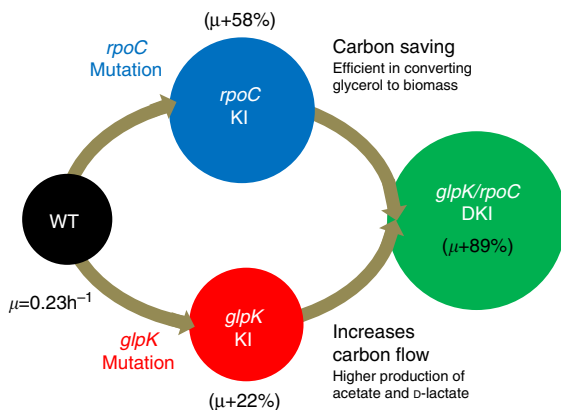 (μ+58%)
rpoC
Mutation
rpoC
KI
Carbon saving
Efficient in converting
glycerol to biomass
WT
glpK/rpoC
DKI
(μ+89%)
μ=0.23h⁻¹
glpK
Mutation
glpK
KI
Increases
carbon flow
Higher production of
acetate and D-lactate
(μ+22%)